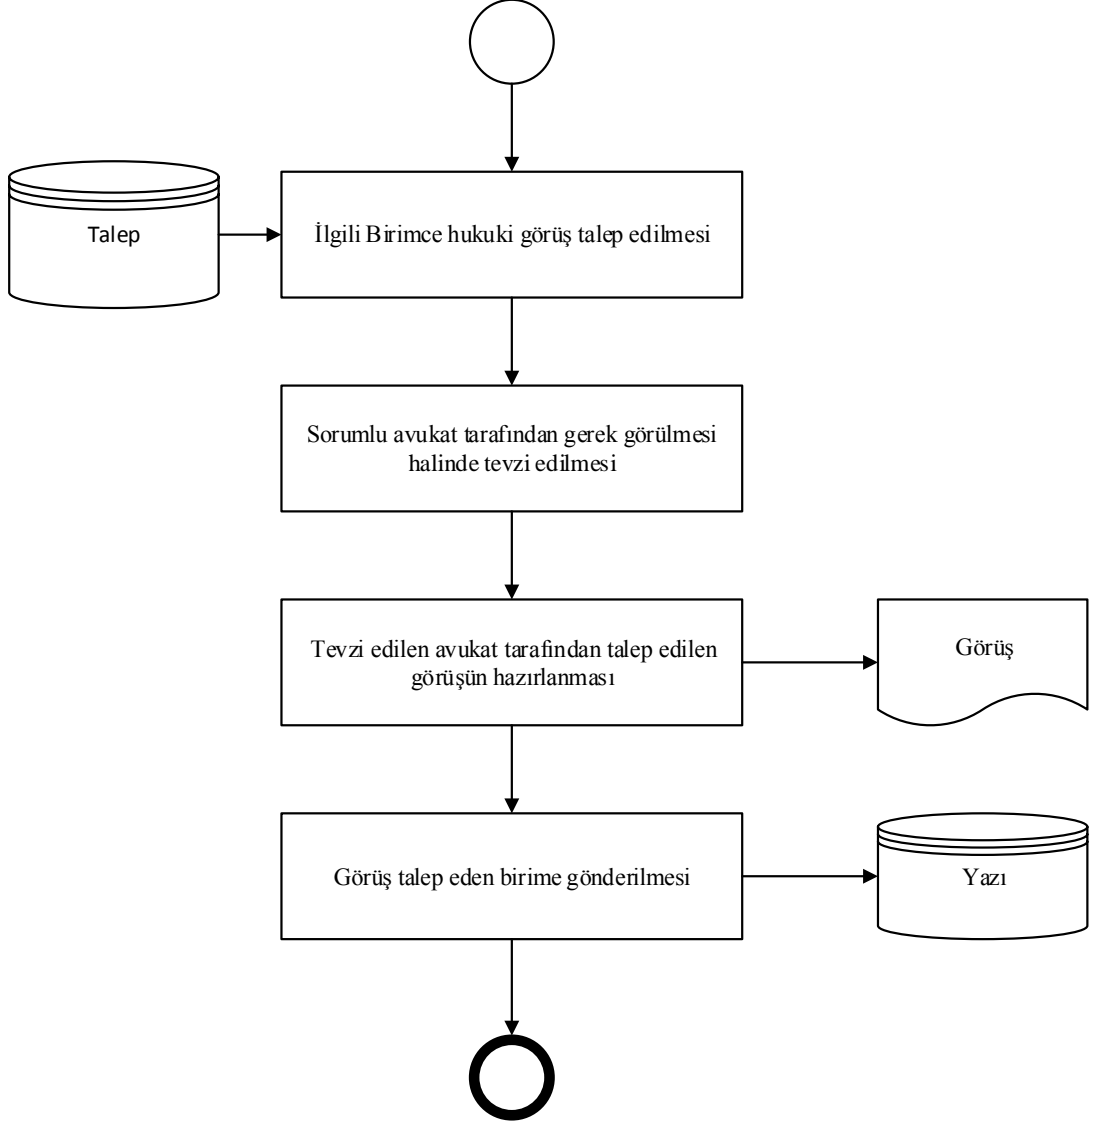 Talep
İlgili Birimce hukuki görüş talep edilmesi
Sorumlu avukat tarafından gerek görülmesi
halinde tevzi edilmesi
Tevzi edilen avukat tarafından talep edilen
görüşün hazırlanması
Görüş
Görüş talep eden birime gönderilmesi
Yazı